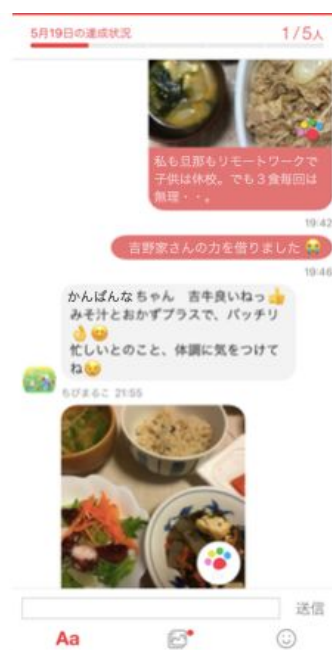 5月19日の達成状況
1/5人
私も旦那もリモートワークで
子供は休校。でも３食毎回は
無理・・。
19:42
吉野家さんの力を借りました😭
19:46
かんぱんなちゃん　吉牛良いねっ👍
みそ汁とおかずプラスで、バッチリ
👌😊
忙しいとのこと、体調に気をつけて
ね😉
ちびまるこ 21:55
送信
Aa